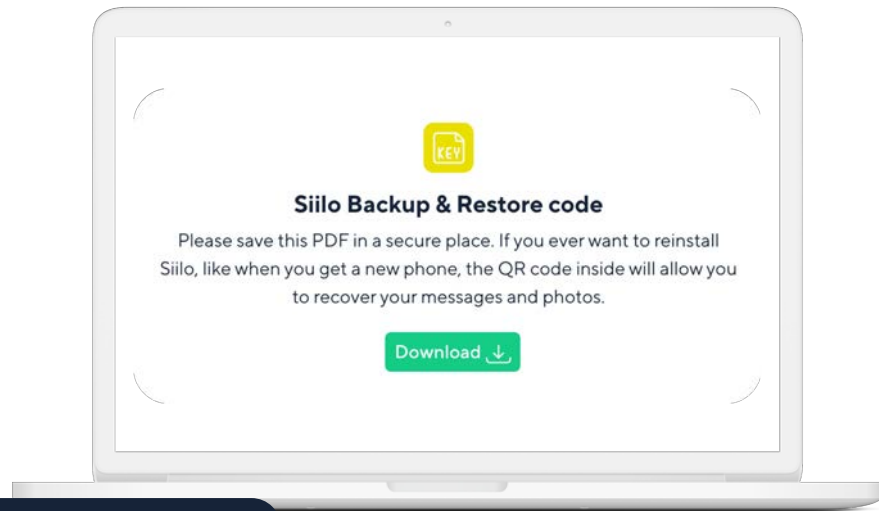 KEY
Siilo Backup & Restore code
Please save this PDF in a secure place. If you ever want to reinstall
Siilo, like when you get a new phone, the QR code inside will allow you
to recover your messages and photos.
Download